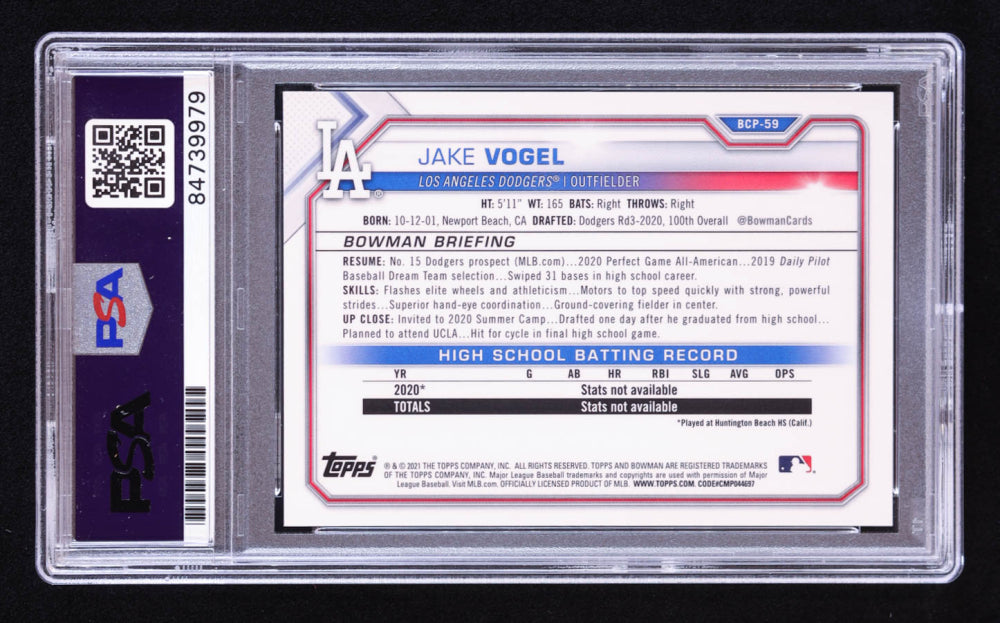 84739979
PSA
PSA
LA
BCP-59
JAKE VOGEL
LOS ANGELES DODGERS® | OUTFIELDER
HT: 5'11" WT: 165 BATS: Right THROWS: Right
BORN: 10-12-01, Newport Beach, CA DRAFTED: Dodgers Rd3-2020, 100th Overall @BowmanCards
BOWMAN BRIEFING
RESUME: No. 15 Dodgers prospect (MLB.com)...2020 Perfect Game All-American...2019 Daily Pilot
Baseball Dream Team selection...Swiped 31 bases in high school career.
SKILLS: Flashes elite wheels and athleticism...Motors to top speed quickly with strong, powerful
strides...Superior hand-eye coordination...Ground-covering fielder in center.
UP CLOSE: Invited to 2020 Summer Camp...Drafted one day after he graduated from high school...
Planned to attend UCLA...Hit for cycle in final high school game.
HIGH SCHOOL BATTING RECORD
YR G AB HR RBI SLG AVG OPS
2020* Stats not available
TOTALS Stats not available
*Played at Huntington Beach HS (Calif.)
Topps ® & © 2021 THE TOPPS COMPANY, INC. ALL RIGHTS RESERVED. TOPPS AND BOWMAN ARE REGISTERED TRADEMARKS
OF THE TOPPS COMPANY, INC. Major League Baseball trademarks and copyrights are used with permission of Major
League Baseball. Visit MLB.com. OFFICIALLY LICENSED PRODUCT OF MLB. WWW.TOPPS.COM. CODE#CMP044697